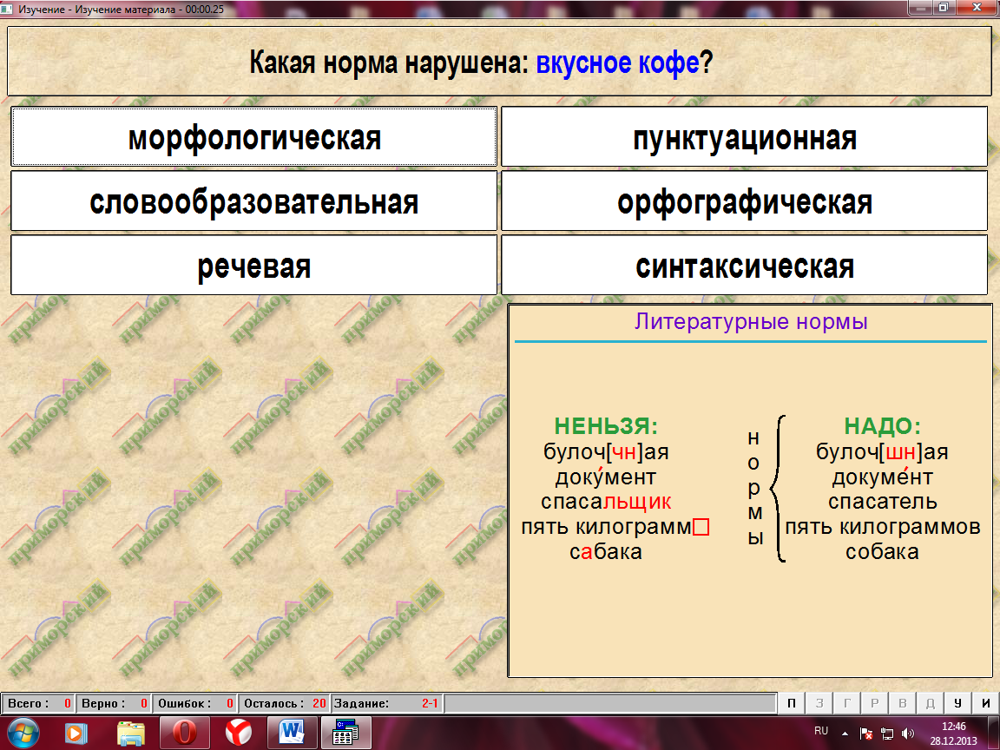 Изучение - Изучение материала - 00:00.25
Какая норма нарушена: вкусное кофе?
морфологическая
пунктуационная
словообразовательная
орфографическая
речевая
синтаксическая
Литературные нормы
НЕНЬЗЯ:
булоч[чн]ая
доку́мент
спасальщик
пять килограмм
сабака
нормы
НАДО:
булоч[шн]ая
докуме́нт
спасатель
пять килограммов
собака
приморский
Всего: 0 Верно: 0 Ошибок: 0 Осталось: 20 Задание: 2-1 П З Г Р В Д У И
RU
12:46
28.12.2013